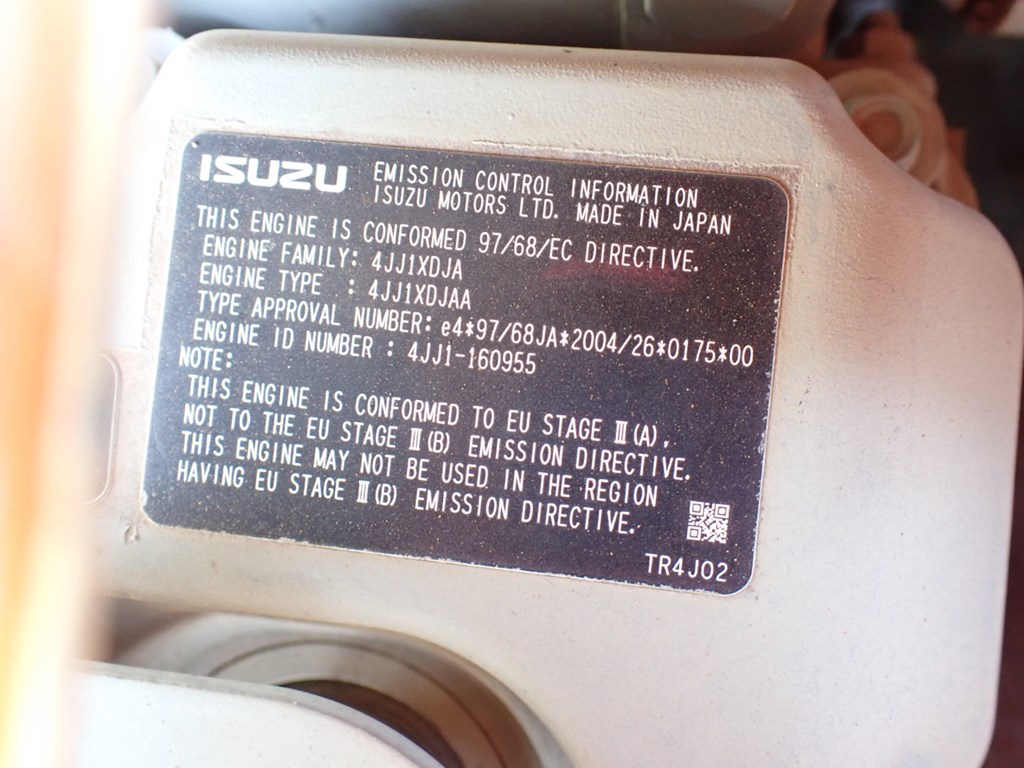 ISUZU EMISSION CONTROL INFORMATION
ISUZU MOTORS LTD. MADE IN JAPAN
THIS ENGINE IS CONFORMED 97/68/EC DIRECTIVE.
ENGINE FAMILY: 4JJ1XDJA
ENGINE TYPE : 4JJ1XDJAA
TYPE APPROVAL NUMBER: e4*97/68JA*2004/26*0175*00
ENGINE ID NUMBER : 4JJ1-160955
NOTE:
THIS ENGINE IS CONFORMED TO EU STAGE Ⅲ(A),
NOT TO THE EU STAGE Ⅲ(B) EMISSION DIRECTIVE.
THIS ENGINE MAY NOT BE USED IN THE REGION
HAVING EU STAGE Ⅲ(B) EMISSION DIRECTIVE.
TR4J02